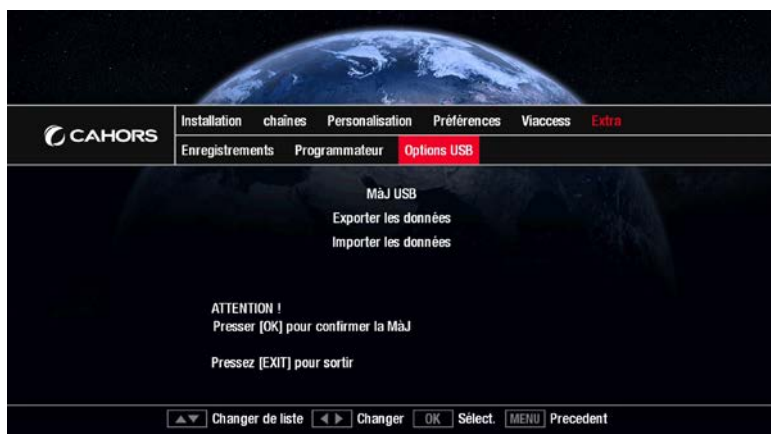 CAHORS
Installation chaînes Personalisation Préférences Viaccess Extra
Enregistrements Programmateur Options USB
MàJ USB
Exporter les données
Importer les données
ATTENTION !
Presser [OK] pour confirmer la MàJ
Pressez [EXIT] pour sortir
Changer de liste Changer OK Sélect. MENU Precedent